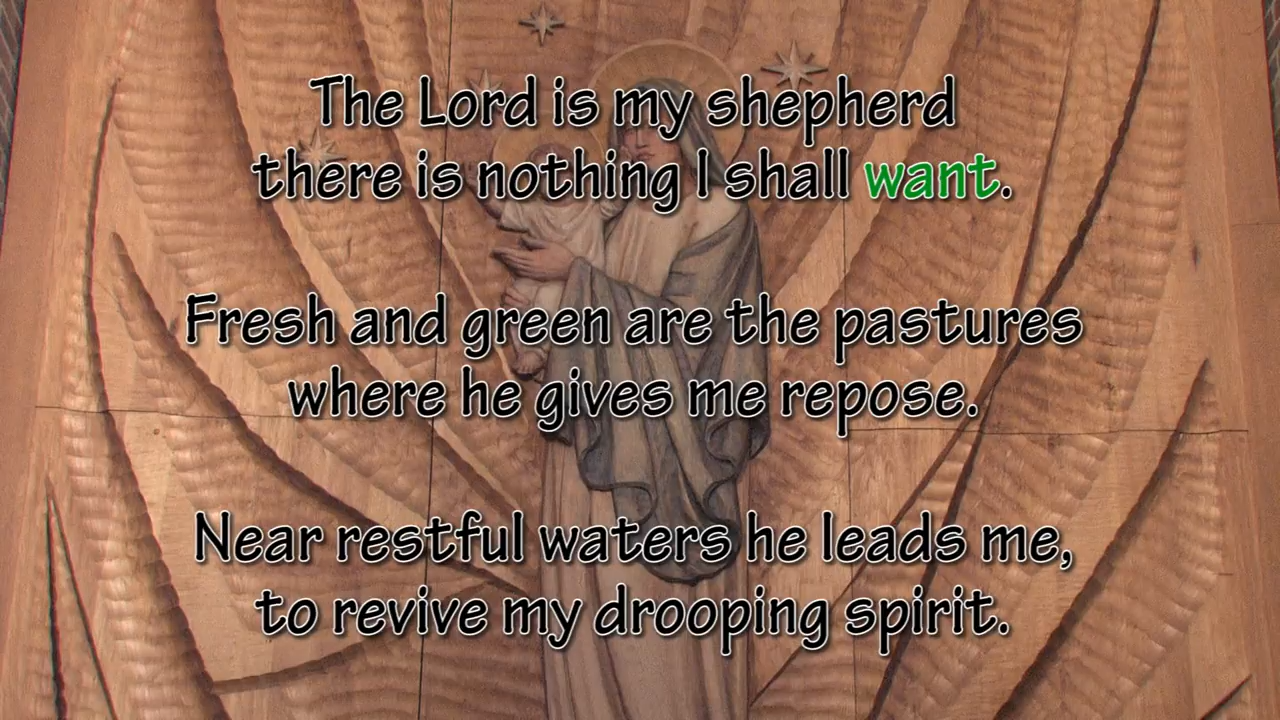 The Lord is my shepherd
there is nothing I shall want.
Fresh and green are the pastures
where he gives me repose.
Near restful waters he leads me,
to revive my drooping spirit.